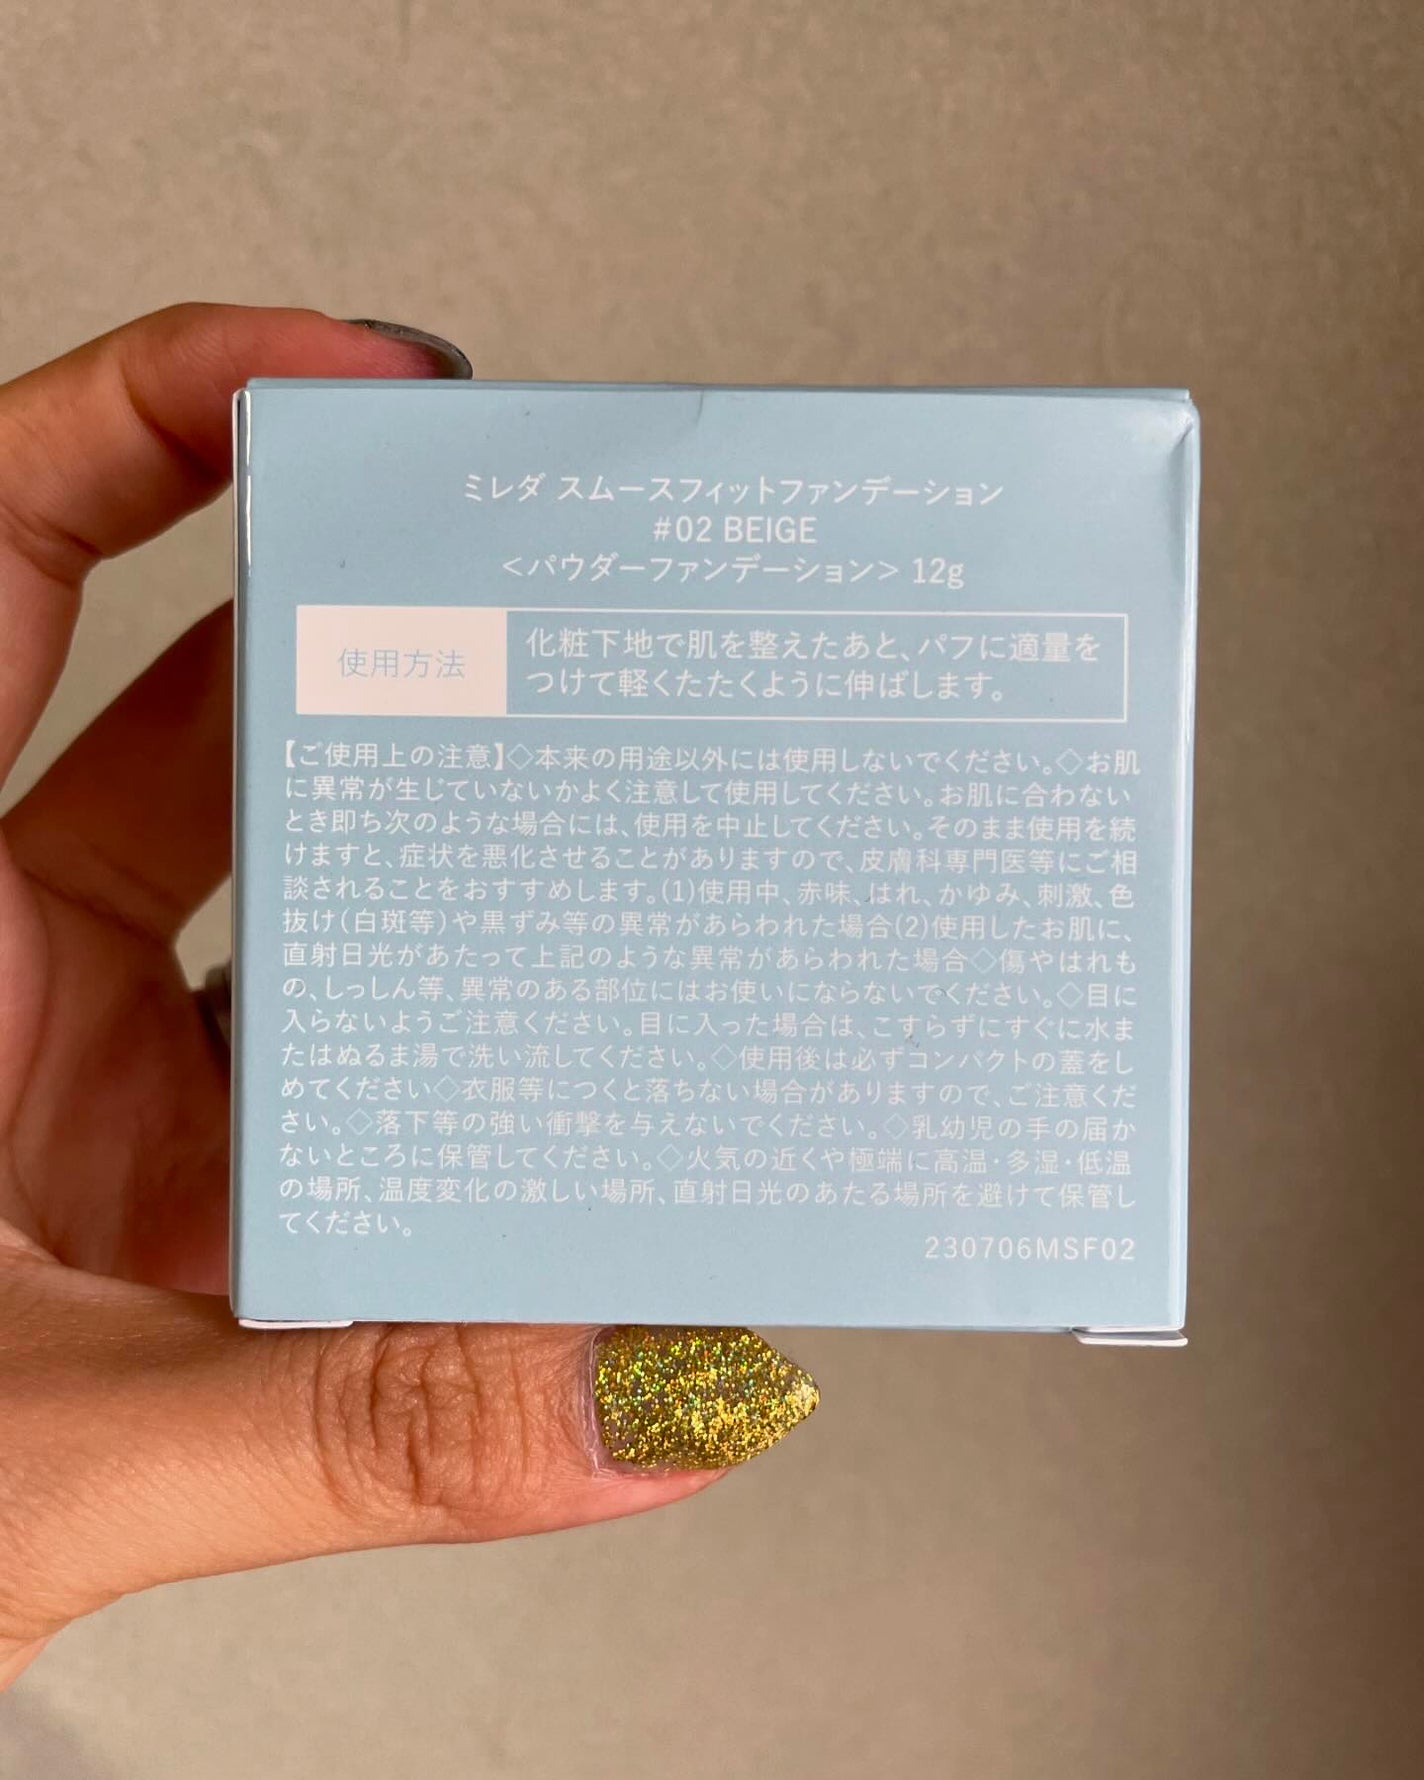 ミレダ スムースフィットファンデーション
#02 BEIGE
<パウダーファンデーション> 12g
使用方法
化粧下地で肌を整えたあと、パフに適量を
つけて軽くたたくように伸ばします。
【ご使用上の注意】◇本来の用途以外には使用しないでください。◇お肌
に異常が生じていないかよく注意して使用してください。お肌に合わない
とき即ち次のような場合には、使用を中止してください。そのまま使用を続
けますと、症状を悪化させることがありますので、皮膚科専門医等にご相
談されることをおすすめします。(1)使用中、赤味、はれ、かゆみ、刺激、色
抜け(白斑等)や黒ずみ等の異常があらわれた場合(2)使用したお肌に、
直射日光があたって上記のような異常があらわれた場合◇傷やはれも
の、しっしん等、異常のある部位にはお使いにならないでください。◇目に
入らないようご注意ください。目に入った場合は、こすらずにすぐに水ま
たはぬるま湯で洗い流してください。◇使用後は必ずコンパクトの蓋をし
めてください◇衣服等につくと落ちない場合がありますので、ご注意くだ
さい。◇落下等の強い衝撃を与えないでください。◇乳幼児の手の届か
ないところに保管してください。◇火気の近くや極端に高温・多湿・低温
の場所、温度変化の激しい場所、直射日光のあたる場所を避けて保管し
てください。
230706MSF02